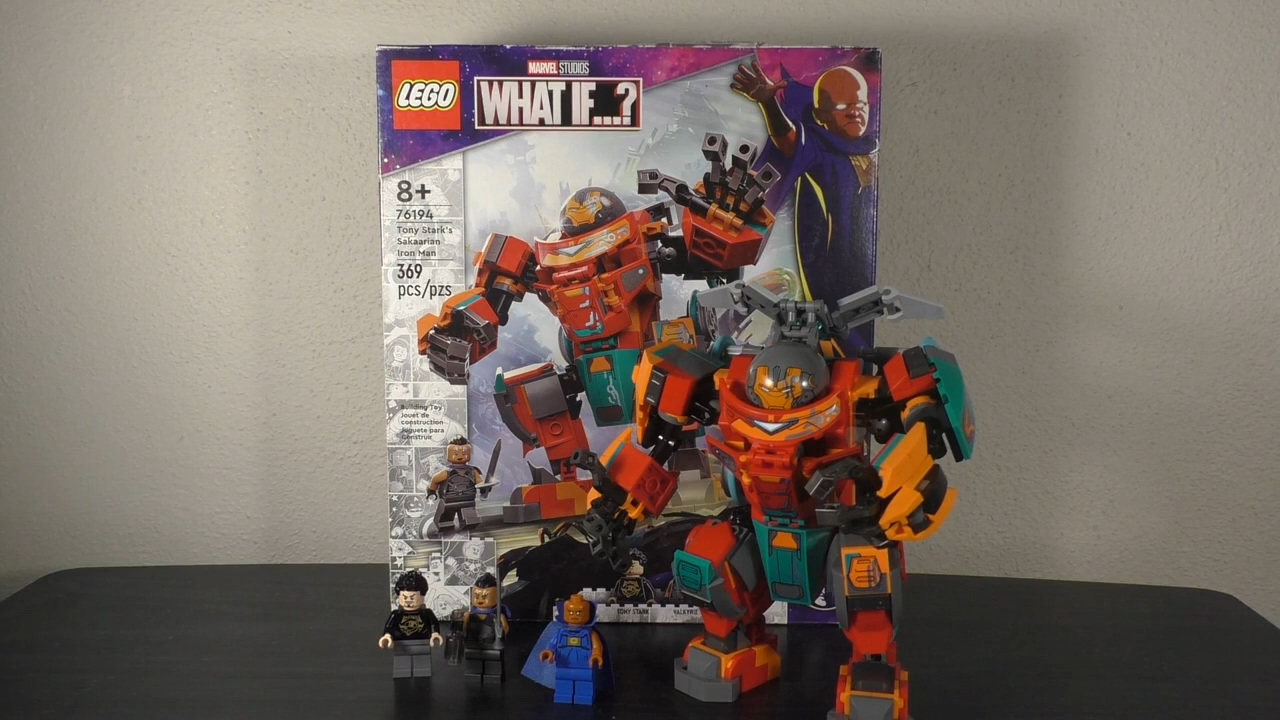 LEGO
MARVEL STUDIOS
WHAT IF...?
8+
76194
Tony Stark's
Sakaarian
Iron Man
369
pcs/pzs
Building Toy
Jouet de
construction
Juguete para
Construir
TONY STARK VALKYRIE